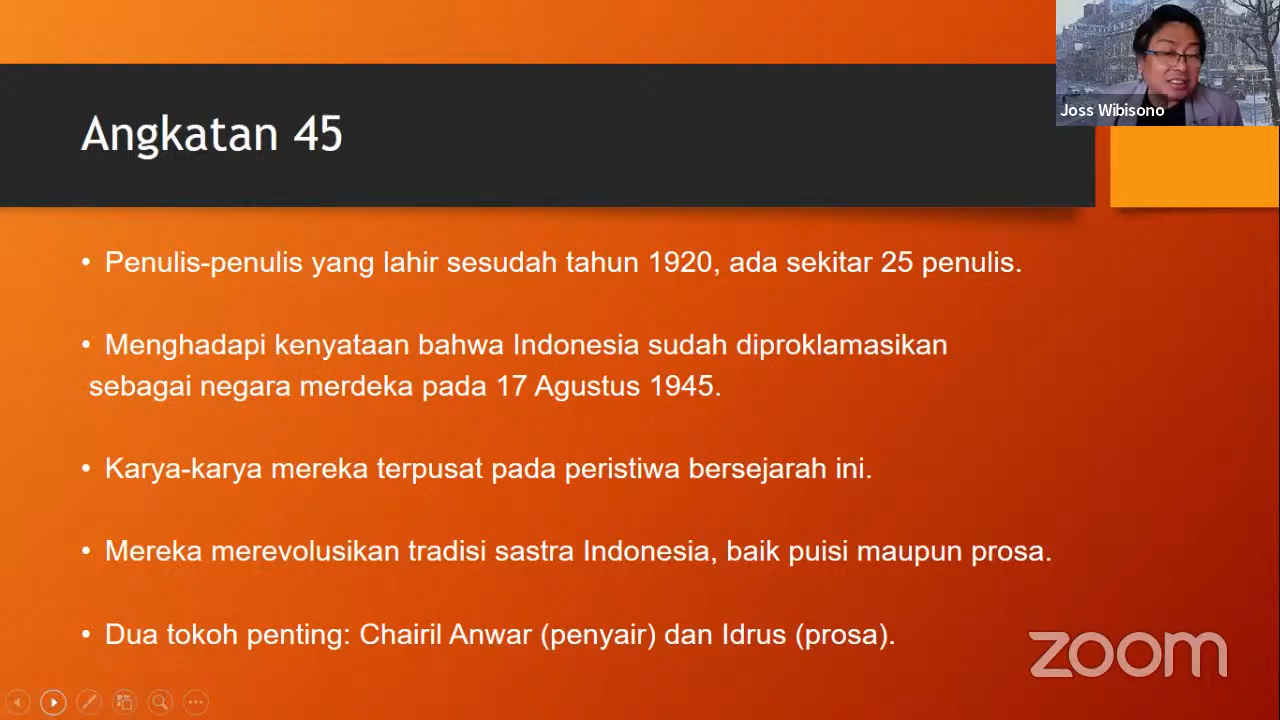 Joss Wibisono
Angkatan 45
• Penulis-penulis yang lahir sesudah tahun 1920, ada sekitar 25 penulis.
• Menghadapi kenyataan bahwa Indonesia sudah diproklamasikan
sebagai negara merdeka pada 17 Agustus 1945.
• Karya-karya mereka terpusat pada peristiwa bersejarah ini.
• Mereka merevolusikan tradisi sastra Indonesia, baik puisi maupun prosa.
• Dua tokoh penting: Chairil Anwar (penyair) dan Idrus (prosa).
zoom